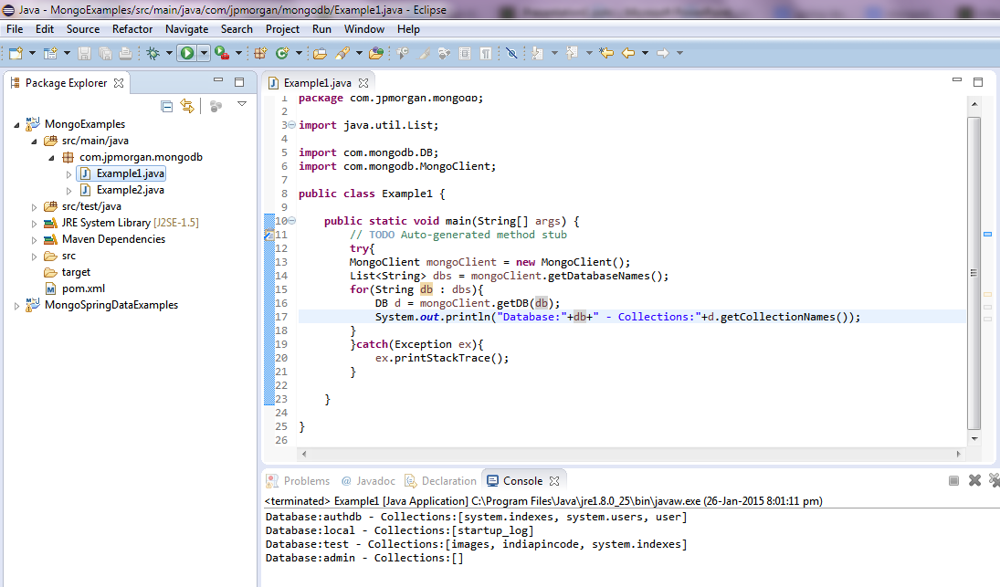 Java - MongoExamples/src/main/java/com/jpmorgan/mongodb/Example1.java - Eclipse
File Edit Source Refactor Navigate Search Project Run Window Help
Package Explorer
MongoExamples
src/main/java
com.jpmorgan.mongodb
Example1.java
Example2.java
src/test/java
JRE System Library [J2SE-1.5]
Maven Dependencies
src
target
pom.xml
MongoSpringDataExamples
Example1.java
1 package com.jpmorgan.mongodb;
2
3 import java.util.List;
4
5 import com.mongodb.DB;
6 import com.mongodb.MongoClient;
7
8 public class Example1 {
9
10 public static void main(String[] args) {
11 // TODO Auto-generated method stub
12 try{
13 MongoClient mongoClient = new MongoClient();
14 List<String> dbs = mongoClient.getDatabaseNames();
15 for(String db : dbs){
16 DB d = mongoClient.getDB(db);
17 System.out.println("Database:"+db+" - Collections:"+d.getCollectionNames());
18 }
19 }catch(Exception ex){
20 ex.printStackTrace();
21 }
22
23 }
24
25 }
26
Problems @ Javadoc Declaration Console
<terminated> Example1 [Java Application] C:\Program Files\Java\jre1.8.0_25\bin\javaw.exe (26-Jan-2015 8:01:11 pm)
Database:authdb - Collections:[system.indexes, system.users, user]
Database:local - Collections:[startup_log]
Database:test - Collections:[images, indiapincode, system.indexes]
Database:admin - Collections:[]